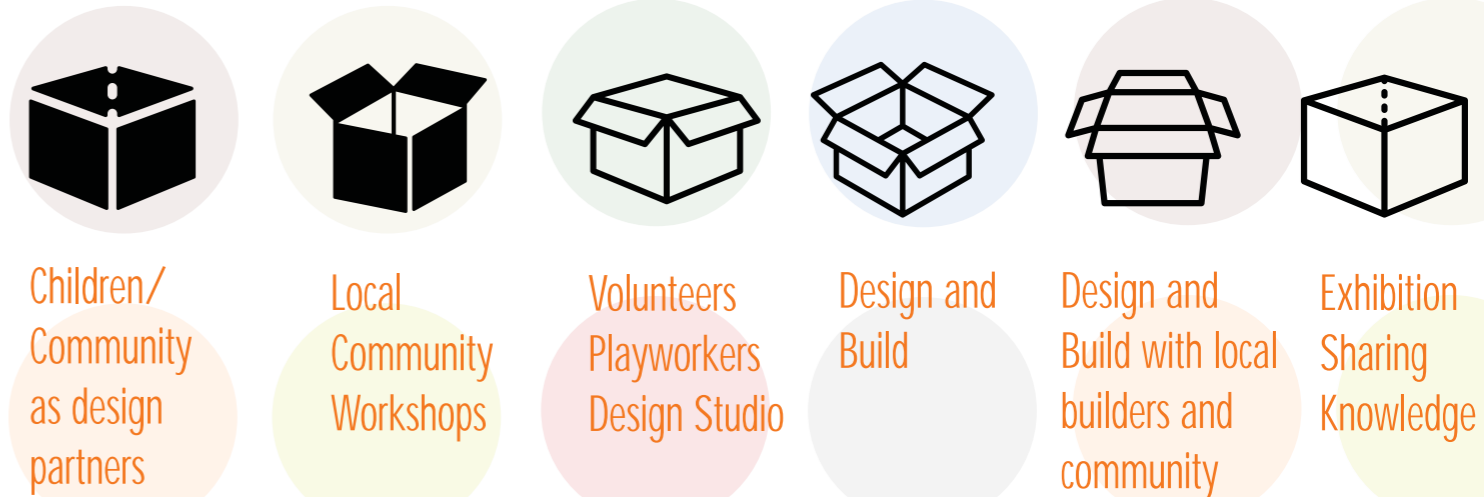 Children/
Community
as design
partners
Local
Community
Workshops
Volunteers
Playworkers
Design Studio
Design and
Build
Design and
Build with local
builders and
community
Exhibition
Sharing
Knowledge